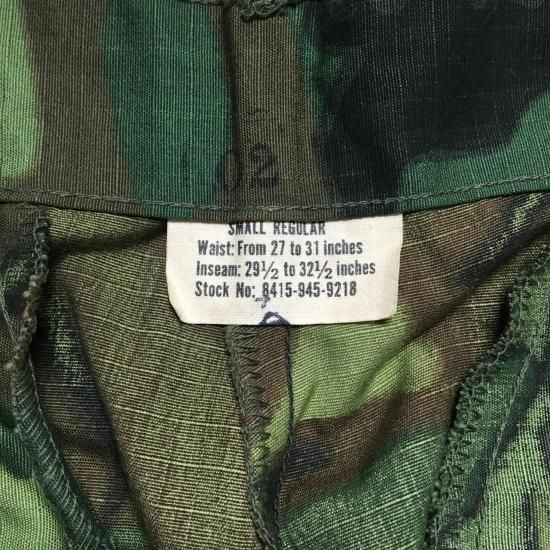 02
SMALL REGULAR
Waist: From 27 to 31 inches
Inseam: 29½ to 32½ inches
Stock No: 8415-945-9218